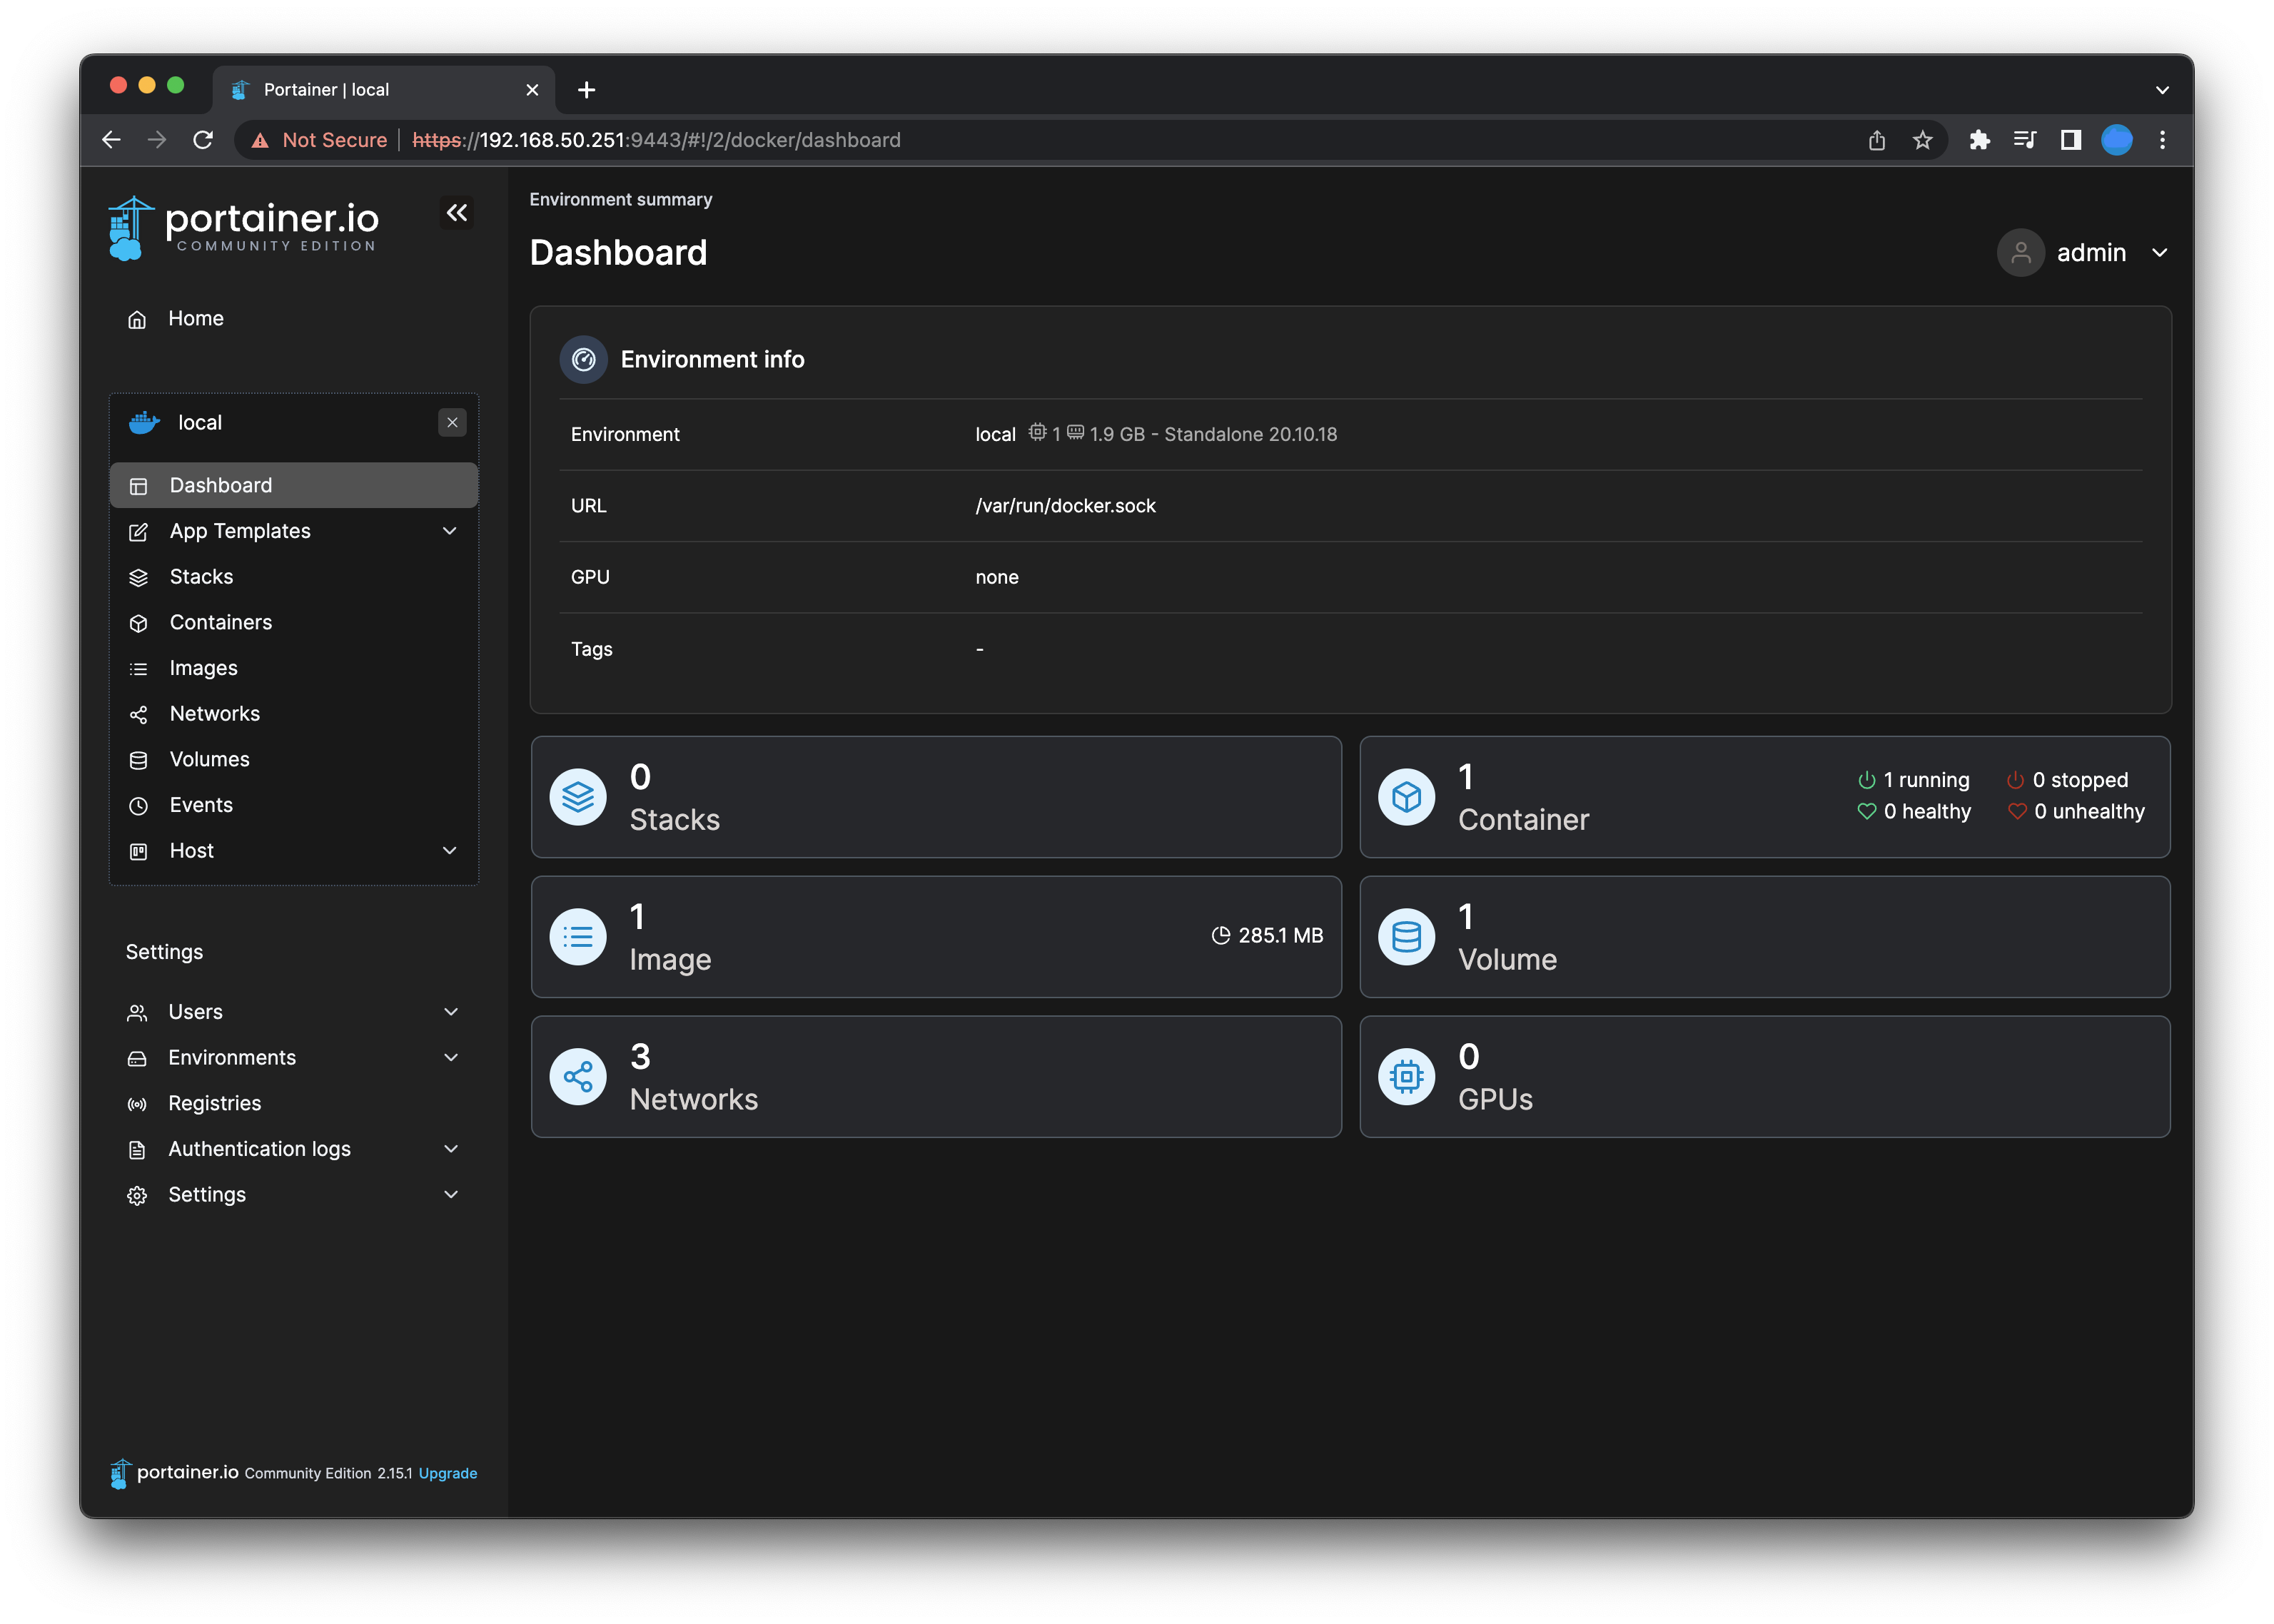 Portainer | local
Not Secure
https://192.168.50.251:9443/#!/2/docker/dashboard
portainer.io
COMMUNITY EDITION
Home
local
Dashboard
App Templates
Stacks
Containers
Images
Networks
Volumes
Events
Host
Settings
Users
Environments
Registries
Authentication logs
Settings
portainer.io Community Edition 2.15.1 Upgrade
Environment summary
Dashboard
admin
Environment info
Environment local 1 1.9 GB - Standalone 20.10.18
URL /var/run/docker.sock
GPU none
Tags -
0
Stacks
1
Container
1 running 0 stopped
0 healthy 0 unhealthy
1
Image
285.1 MB
1
Volume
3
Networks
0
GPUs